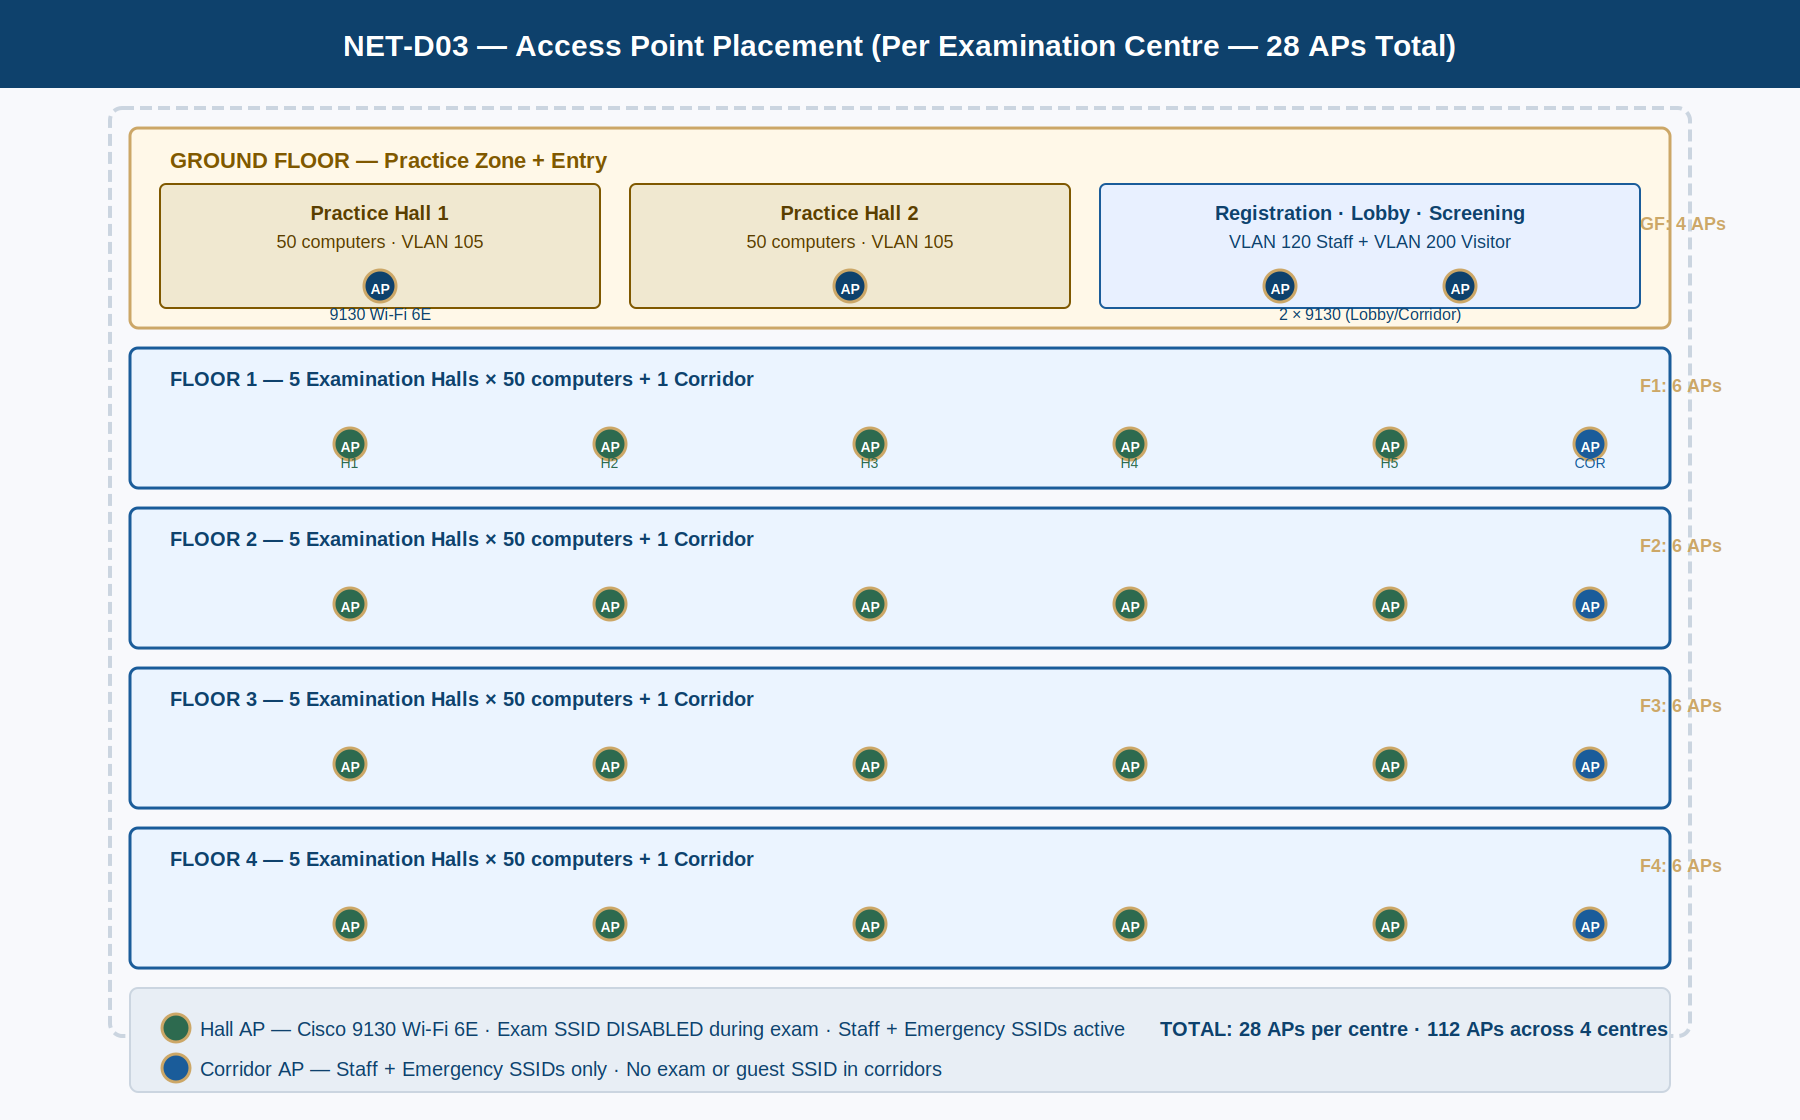 NET-D03 — Access Point Placement (Per Examination Centre — 28 APs Total)
GROUND FLOOR — Practice Zone + Entry
Practice Hall 1
50 computers · VLAN 105
AP
9130 Wi-Fi 6E
Practice Hall 2
50 computers · VLAN 105
AP
Registration · Lobby · Screening
VLAN 120 Staff + VLAN 200 Visitor
AP AP
2 × 9130 (Lobby/Corridor)
GF: 4 APs
FLOOR 1 — 5 Examination Halls × 50 computers + 1 Corridor
F1: 6 APs
AP AP AP AP AP AP
H1 H2 H3 H4 H5 COR
FLOOR 2 — 5 Examination Halls × 50 computers + 1 Corridor
F2: 6 APs
AP AP AP AP AP AP
FLOOR 3 — 5 Examination Halls × 50 computers + 1 Corridor
F3: 6 APs
AP AP AP AP AP AP
FLOOR 4 — 5 Examination Halls × 50 computers + 1 Corridor
F4: 6 APs
AP AP AP AP AP AP
Hall AP — Cisco 9130 Wi-Fi 6E · Exam SSID DISABLED during exam · Staff + Emergency SSIDs active
TOTAL: 28 APs per centre · 112 APs across 4 centres
Corridor AP — Staff + Emergency SSIDs only · No exam or guest SSID in corridors